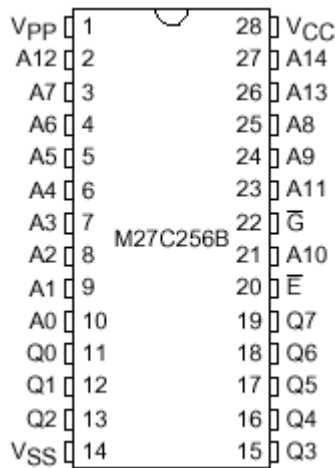 VPP 1 28 VCC
A12 2 27 A14
A7 3 26 A13
A6 4 25 A8
A5 5 24 A9
A4 6 23 A11
A3 7 22 G̅
M27C256B
A2 8 21 A10
A1 9 20 E̅
A0 10 19 Q7
Q0 11 18 Q6
Q1 12 17 Q5
Q2 13 16 Q4
VSS 14 15 Q3